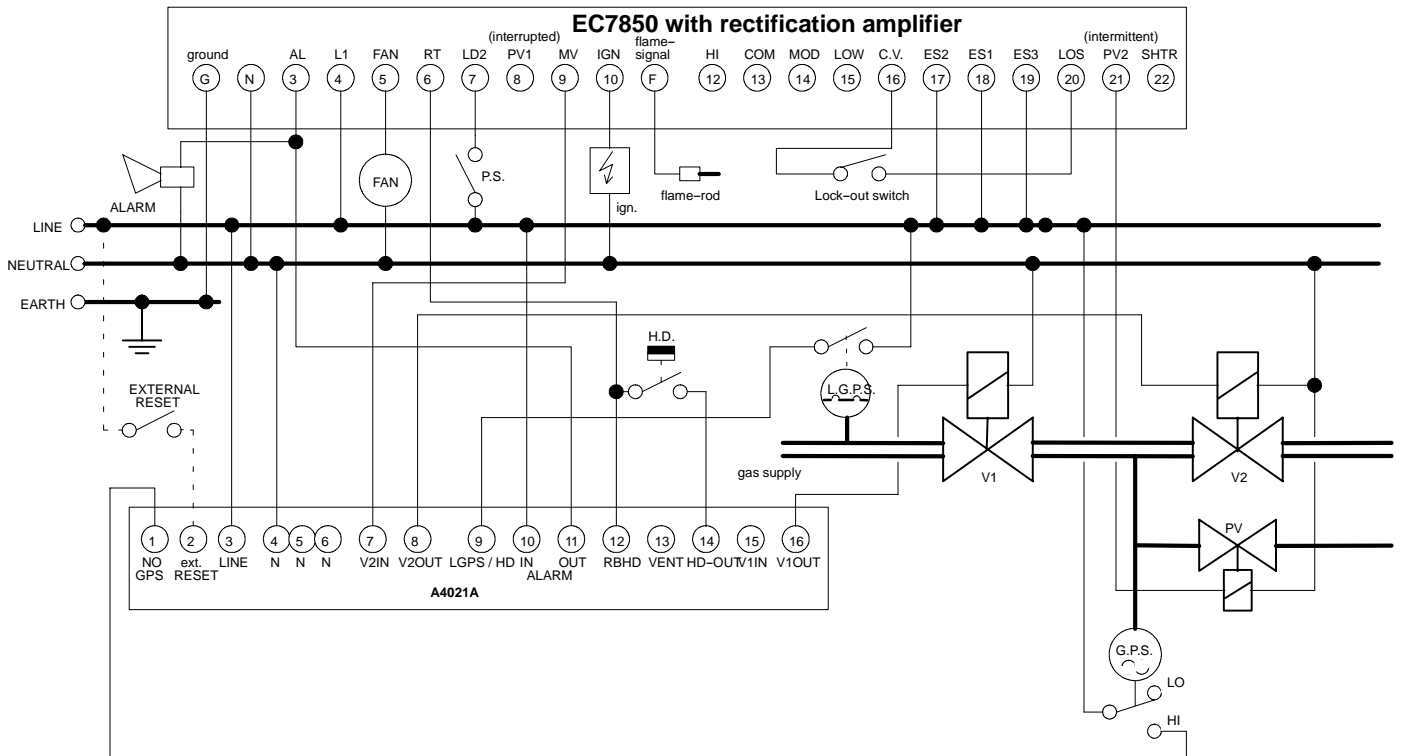 EC7850 with rectification amplifier
ground AL L1 FAN RT LD2 (interrupted) PV1 MV IGN flame- signal HI COM MOD LOW C.V. ES2 ES1 ES3 LOS (intermittent) PV2 SHTR
G N 3 4 5 6 7 8 9 10 F 12 13 14 15 16 17 18 19 20 21 22
FAN
P.S.
ign.
flame-rod
Lock-out switch
ALARM
LINE
NEUTRAL
EARTH
H.D.
EXTERNAL
RESET
L.G.P.S.
gas supply
V1
V2
PV
1 2 3 4 5 6 7 8 9 10 11 12 13 14 15 16
NO GPS ext. RESET LINE N N N V2IN V2OUT LGPS / HD IN OUT RBHD VENT HD-OUT V1IN V1OUT
ALARM
A4021A
G.P.S.
LO
HI